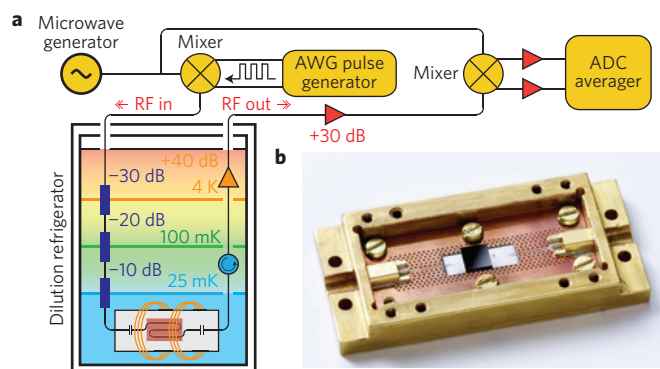 a
Microwave
generator
Mixer
AWG pulse
generator
Mixer
ADC
averager
RF in
RF out
+30 dB
Dilution refrigerator
+40 dB
−30 dB
4 K
−20 dB
100 mK
−10 dB
25 mK
b